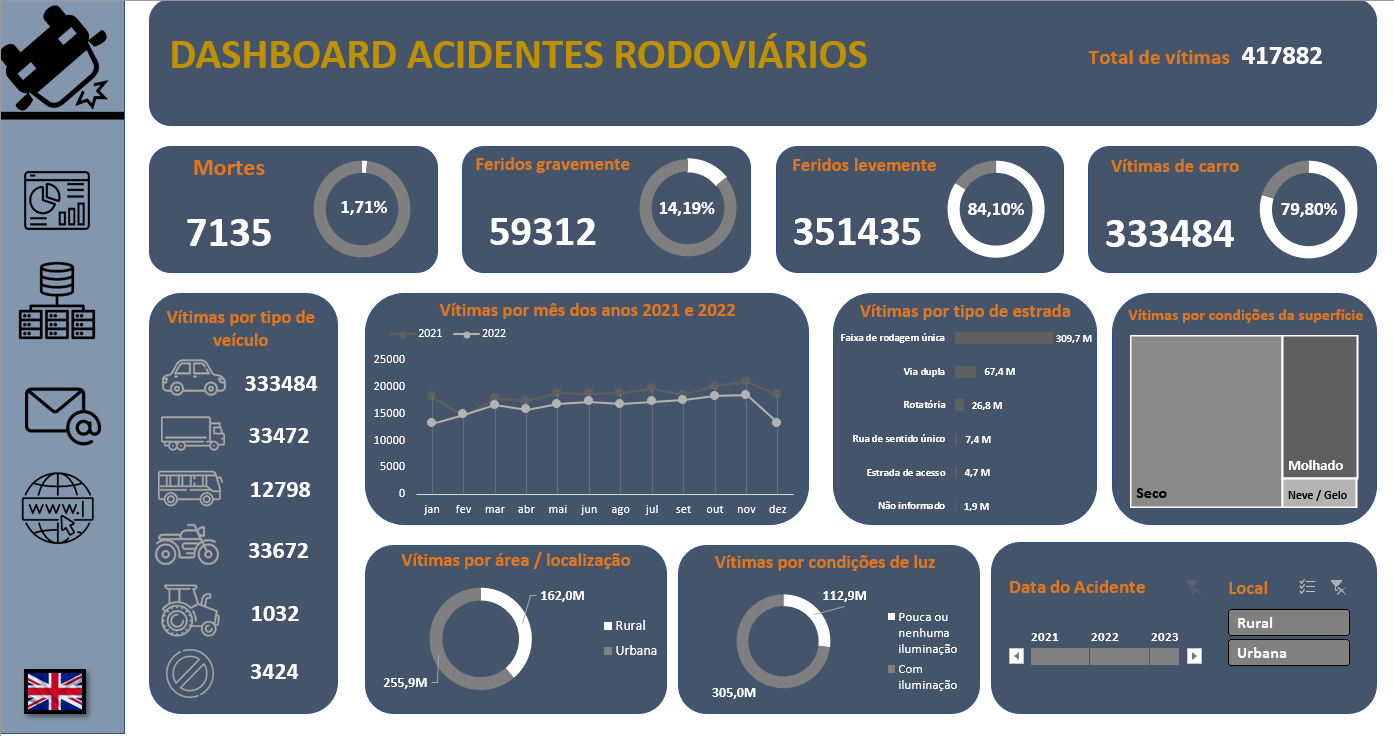 DASHBOARD ACIDENTES RODOVIÁRIOS
Total de vítimas 417882
Mortes
7135
1,71%
Feridos gravemente
59312
14,19%
Feridos levemente
351435
84,10%
Vítimas de carro
333484
79,80%
WWW.
Vítimas por tipo de
veículo
333484
33472
12798
33672
1032
3424
Vítimas por mês dos anos 2021 e 2022
2021 2022
25000
20000
15000
10000
5000
0
jan fev mar abr mai jun ago jul set out nov dez
Vítimas por tipo de estrada
Faixa de rodagem única 309,7 M
Via dupla 67,4 M
Rotatória 26,8 M
Rua de sentido único 7,4 M
Estrada de acesso 4,7 M
Não informado 1,9 M
Vítimas por condições da superfície
Seco
Molhado
Neve / Gelo
Vítimas por área / localização
162,0M
255,9M
Rural
Urbana
Vítimas por condições de luz
112,9M
305,0M
Pouca ou
nenhuma
iluminação
Com
iluminação
Data do Acidente
2021 2022 2023
Local
Rural
Urbana